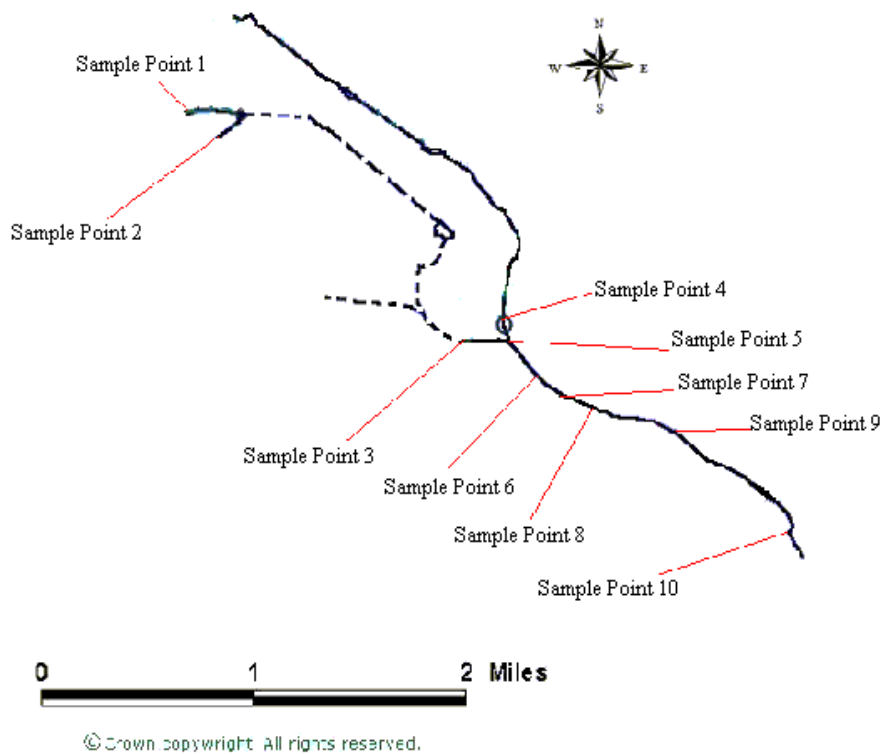 N
Sample Point 1
W E
S
Sample Point 2
Sample Point 4
Sample Point 5
Sample Point 7
Sample Point 9
Sample Point 3
Sample Point 6
Sample Point 8
Sample Point 10
0 1 2 Miles
© Crown copywright All rights reserved.